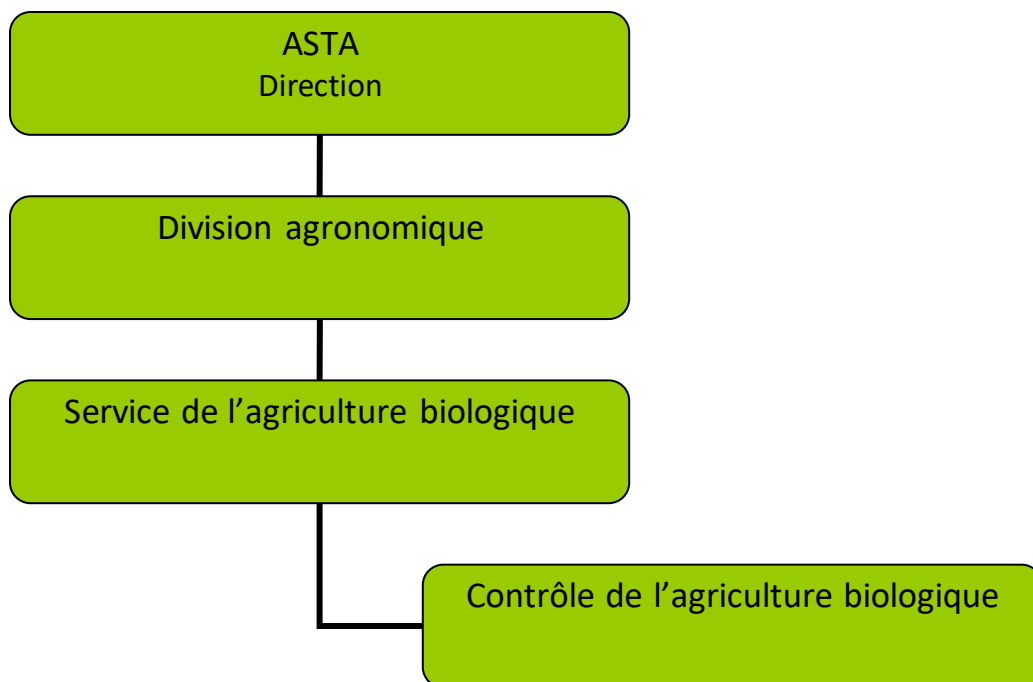 ASTA
Direction
Division agronomique
Service de l’agriculture biologique
Contrôle de l’agriculture biologique